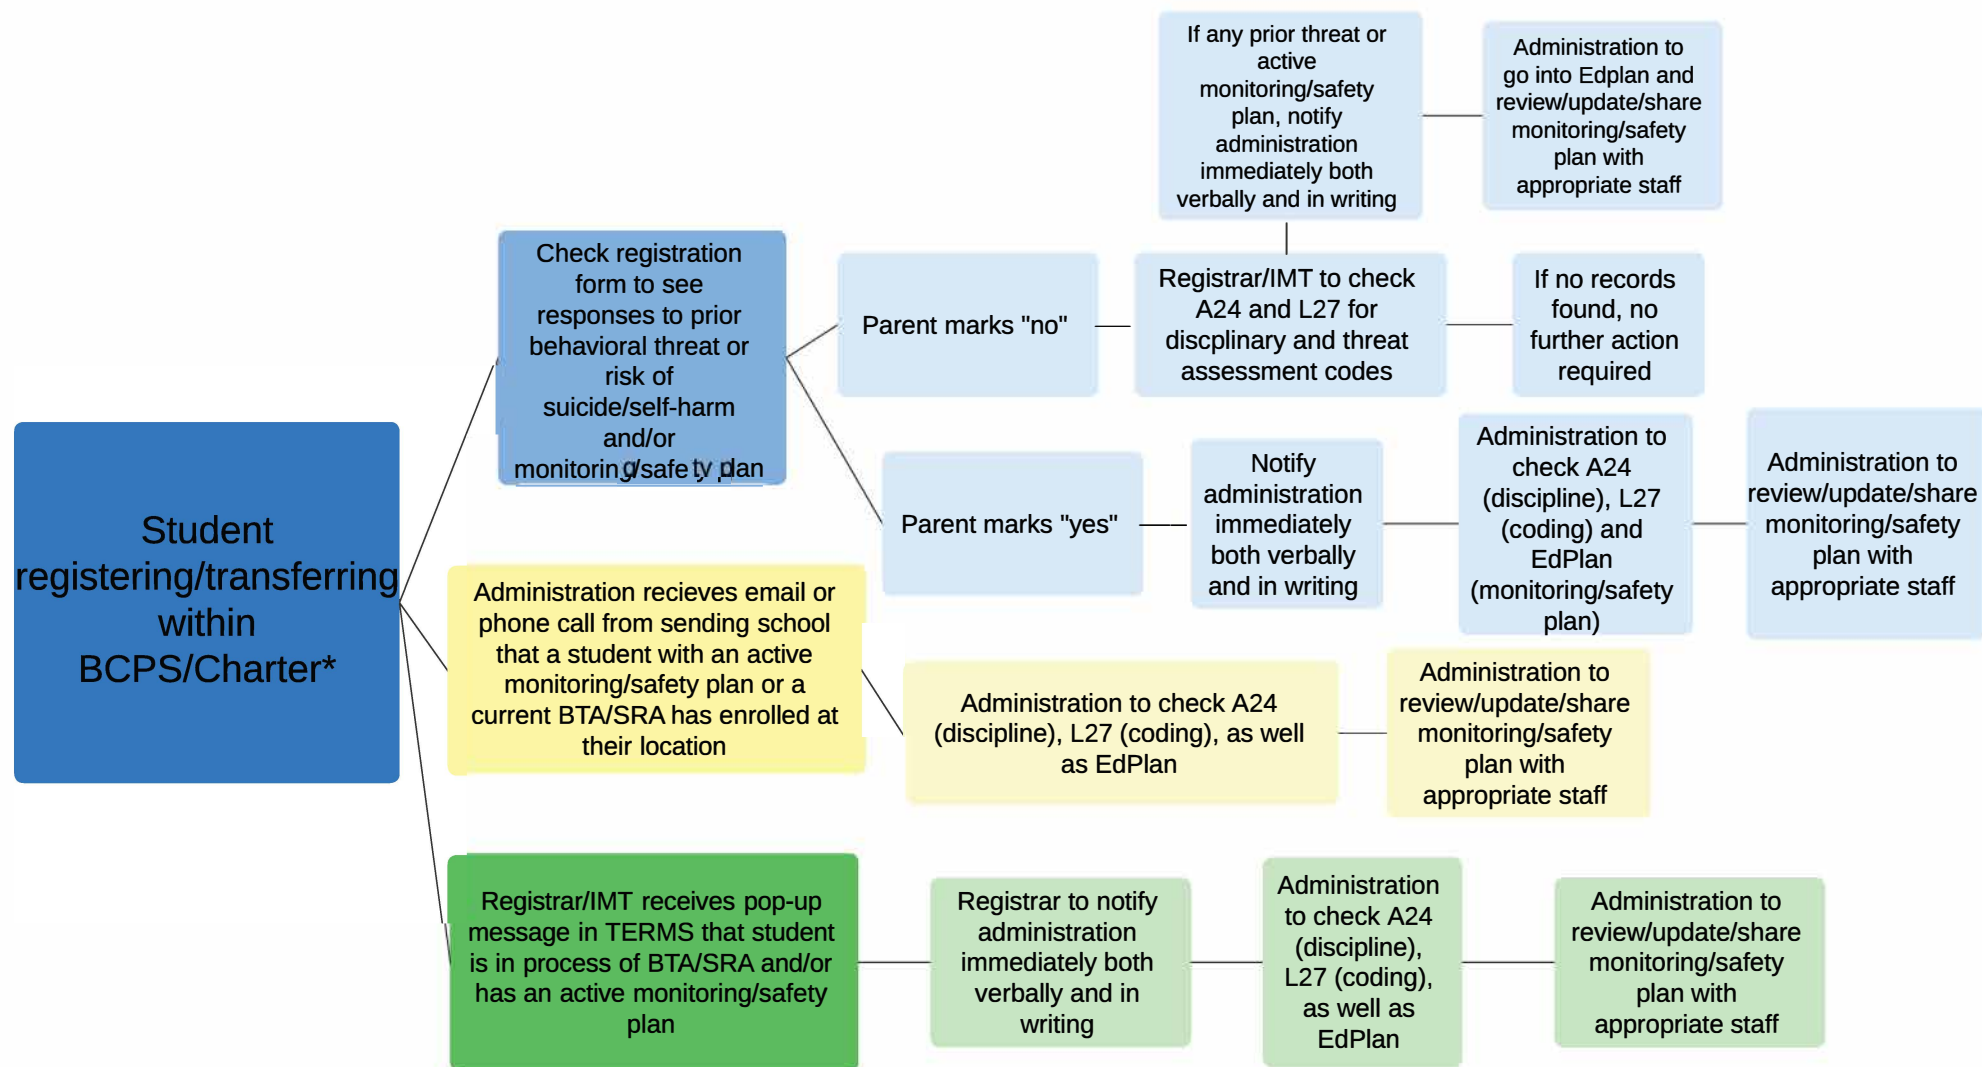 Student
registering/transferring
within
BCPS/Charter*
Check registration
form to see
responses to prior
behavioral threat or
risk of
suicide/self-harm
and/or
monitoring/safety plan
Parent marks "no"
Registrar/IMT to check
A24 and L27 for
discplinary and threat
assessment codes
If any prior threat or
active
monitoring/safety
plan, notify
administration
immediately both
verbally and in writing
Administration to
go into Edplan and
review/update/share
monitoring/safety
plan with
appropriate staff
If no records
found, no
further action
required
Parent marks "yes"
Notify
administration
immediately
both verbally
and in writing
Administration to
check A24
(discipline), L27
(coding) and
EdPlan
(monitoring/safety
plan)
Administration to
review/update/share
monitoring/safety
plan with
appropriate staff
Administration recieves email or
phone call from sending school
that a student with an active
monitoring/safety plan or a
current BTA/SRA has enrolled at
their location
Administration to check A24
(discipline), L27 (coding), as well
as EdPlan
Administration to
review/update/share
monitoring/safety
plan with
appropriate staff
Registrar/IMT receives pop-up
message in TERMS that student
is in process of BTA/SRA and/or
has an active monitoring/safety
plan
Registrar to notify
administration
immediately both
verbally and in
writing
Administration
to check A24
(discipline),
L27 (coding),
as well as
EdPlan
Administration to
review/update/share
monitoring/safety
plan with
appropriate staff